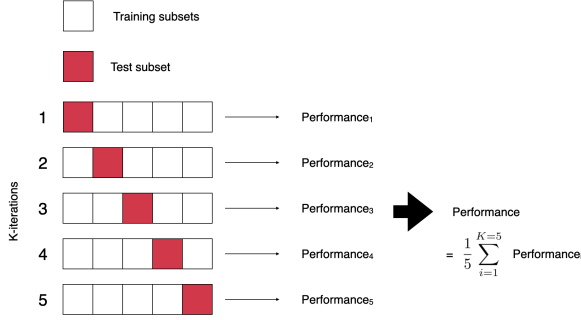 Training subsets
Test subset
1 Performance₁
2 Performance₂
3 Performance₃
4 Performance₄
5 Performance₅
K-iterations
Performance
= 1/5 ∑ K=5 i=1 Performance